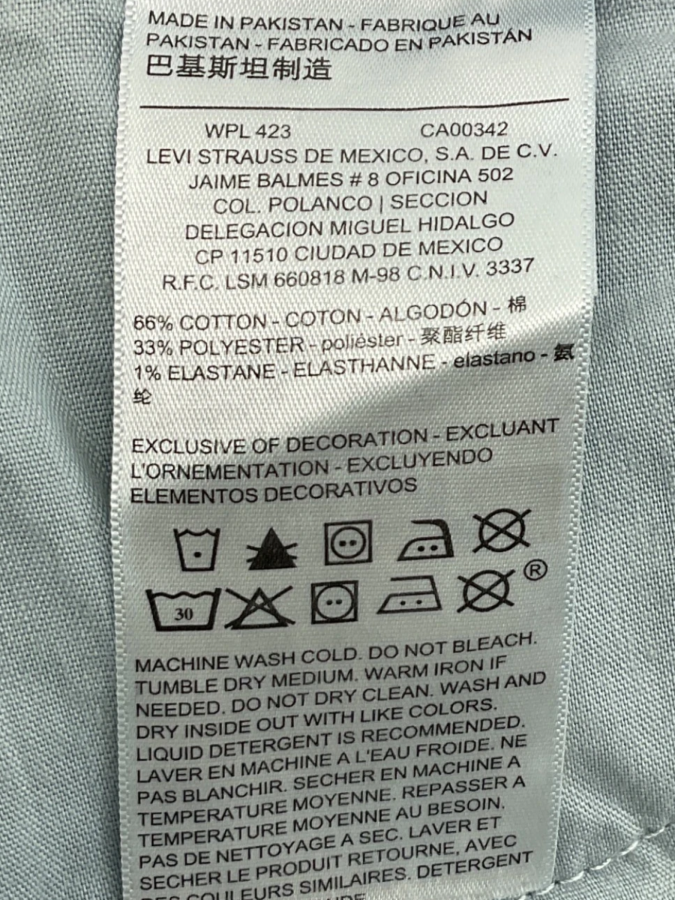 MADE IN PAKISTAN - FABRIQUE AU
PAKISTAN - FABRICADO EN PAKISTÁN
巴基斯坦制造
WPL 423 CA00342
LEVI STRAUSS DE MEXICO, S.A. DE C.V.
JAIME BALMES # 8 OFICINA 502
COL. POLANCO | SECCION
DELEGACION MIGUEL HIDALGO
CP 11510 CIUDAD DE MEXICO
R.F.C. LSM 660818 M-98 C.N.I.V. 3337
66% COTTON - COTON - ALGODÓN - 棉
33% POLYESTER - poliéster - 聚酯纤维
1% ELASTANE - ELASTHANNE - elastano - 氨
纶
EXCLUSIVE OF DECORATION - EXCLUANT
L'ORNEMENTATION - EXCLUYENDO
ELEMENTOS DECORATIVOS
30 ®
MACHINE WASH COLD. DO NOT BLEACH.
TUMBLE DRY MEDIUM. WARM IRON IF
NEEDED. DO NOT DRY CLEAN. WASH AND
DRY INSIDE OUT WITH LIKE COLORS.
LIQUID DETERGENT IS RECOMMENDED.
LAVER EN MACHINE A L'EAU FROIDE. NE
PAS BLANCHIR. SECHER EN MACHINE A
TEMPERATURE MOYENNE. REPASSER A
TEMPERATURE MOYENNE AU BESOIN.
PAS DE NETTOYAGE A SEC. LAVER ET
SECHER LE PRODUIT RETOURNE, AVEC
DES COULEURS SIMILAIRES. DETERGENT